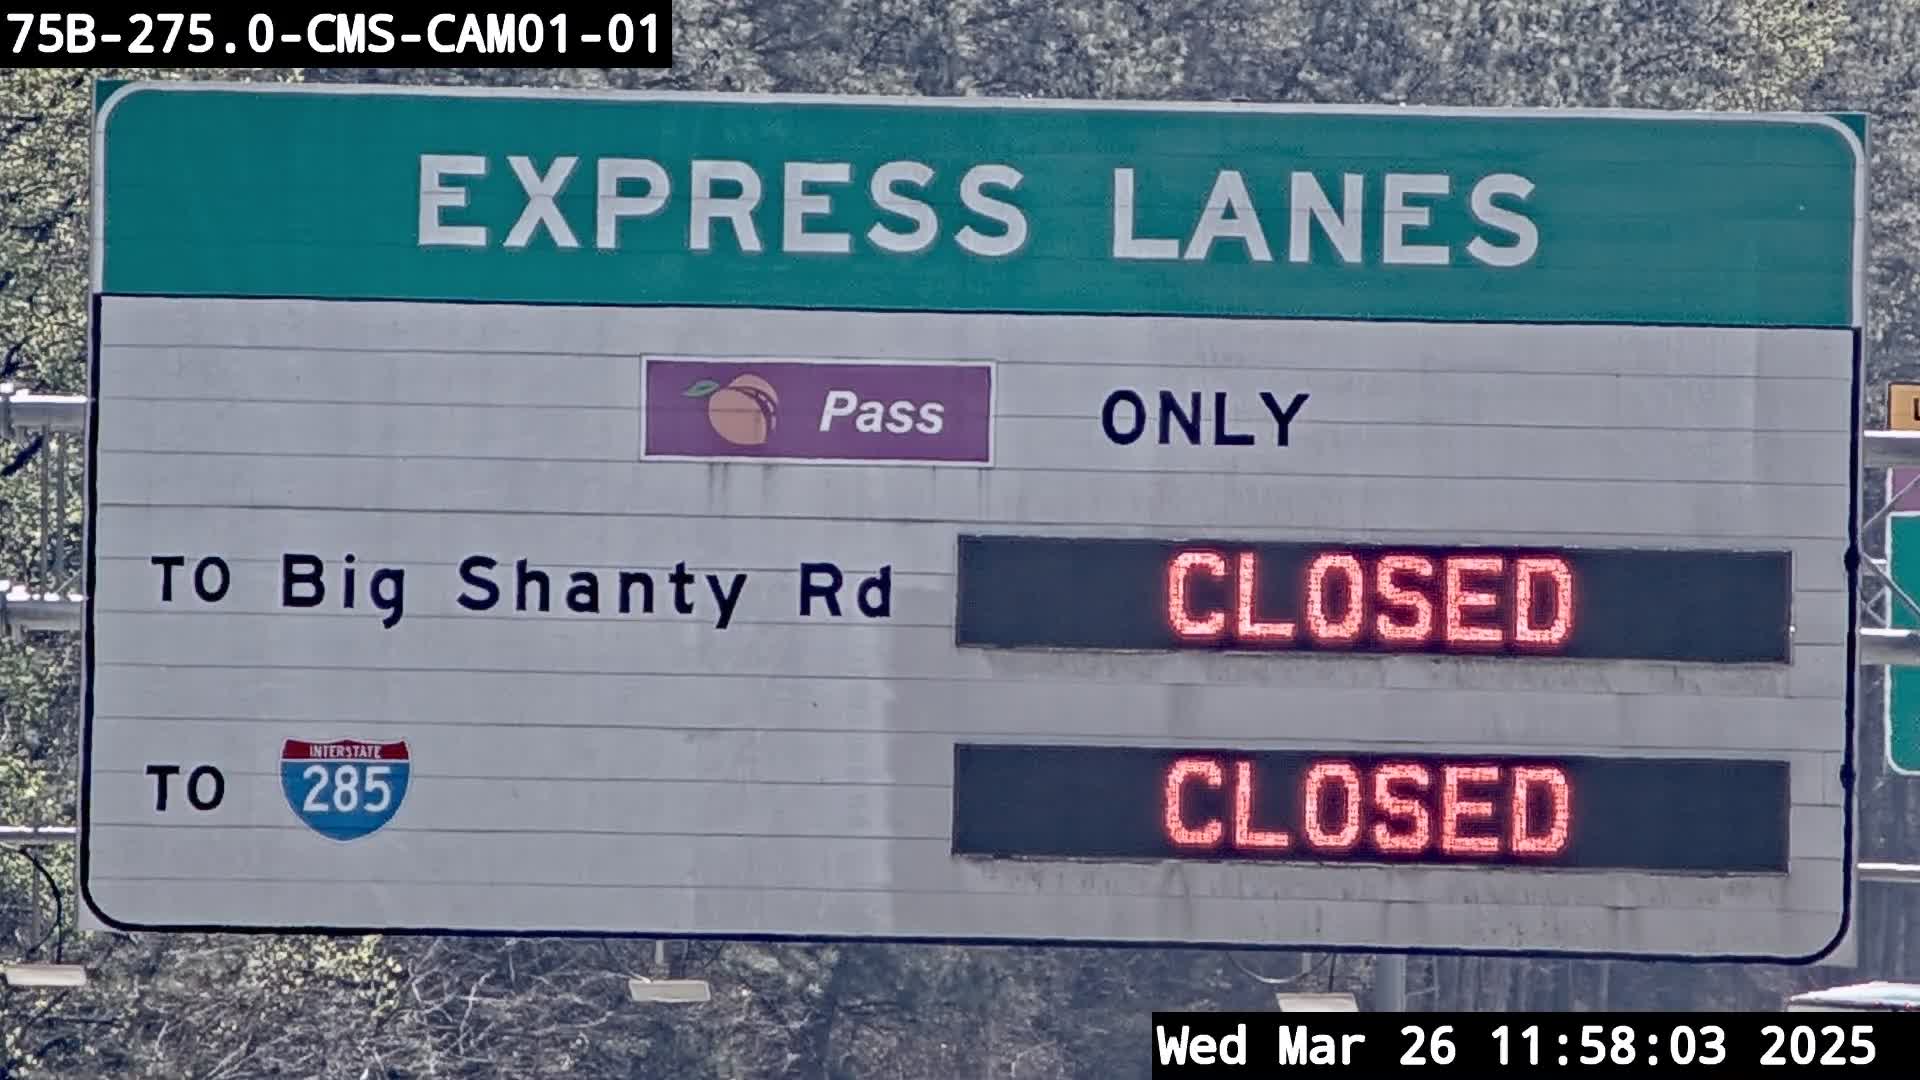 75B-275.0-CMS-CAM01-01
EXPRESS LANES
Pass ONLY
TO Big Shanty Rd CLOSED
INTERSTATE
TO 285 CLOSED
Wed Mar 26 11:58:03 2025